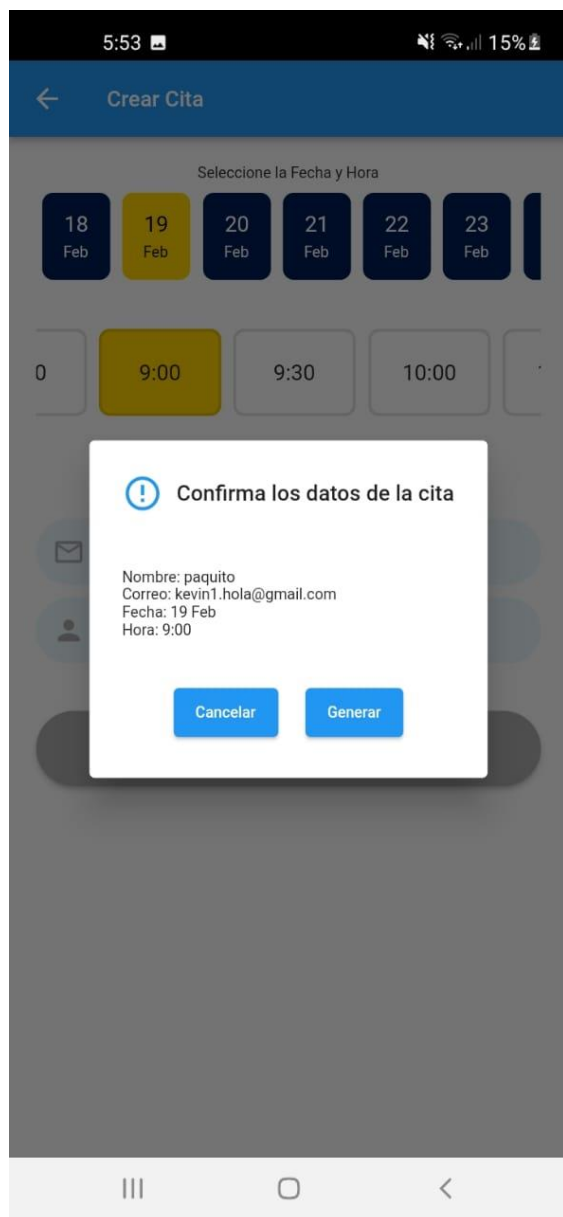 5:53
15%
Crear Cita
Seleccione la Fecha y Hora
18 19 20 21 22 23
Feb Feb Feb Feb Feb Feb
0 9:00 9:30 10:00
Confirma los datos de la cita
Nombre: paquito
Correo: kevin1.hola@gmail.com
Fecha: 19 Feb
Hora: 9:00
Cancelar Generar